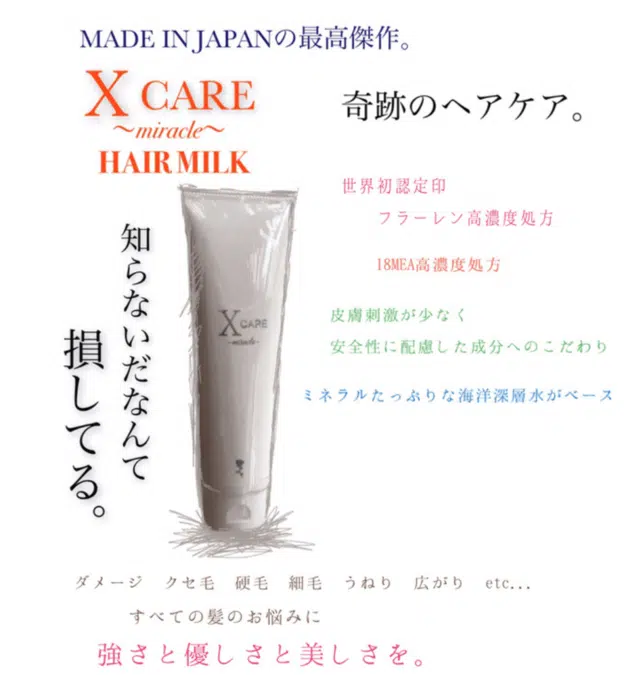 MADE IN JAPANの最高傑作。
X CARE
〜miracle〜
HAIR MILK
奇跡のヘアケア。
世界初認定印
フラーレン高濃度処方
18MEA高濃度処方
皮膚刺激が少なく
安全性に配慮した成分へのこだわり
ミネラルたっぷりな海洋深層水がベース
知らないだなんて
損してる。
X CARE
-miracle-
ダメージ クセ毛 硬毛 細毛 うねり 広がり etc...
すべての髪のお悩みに
強さと優しさと美しさを。